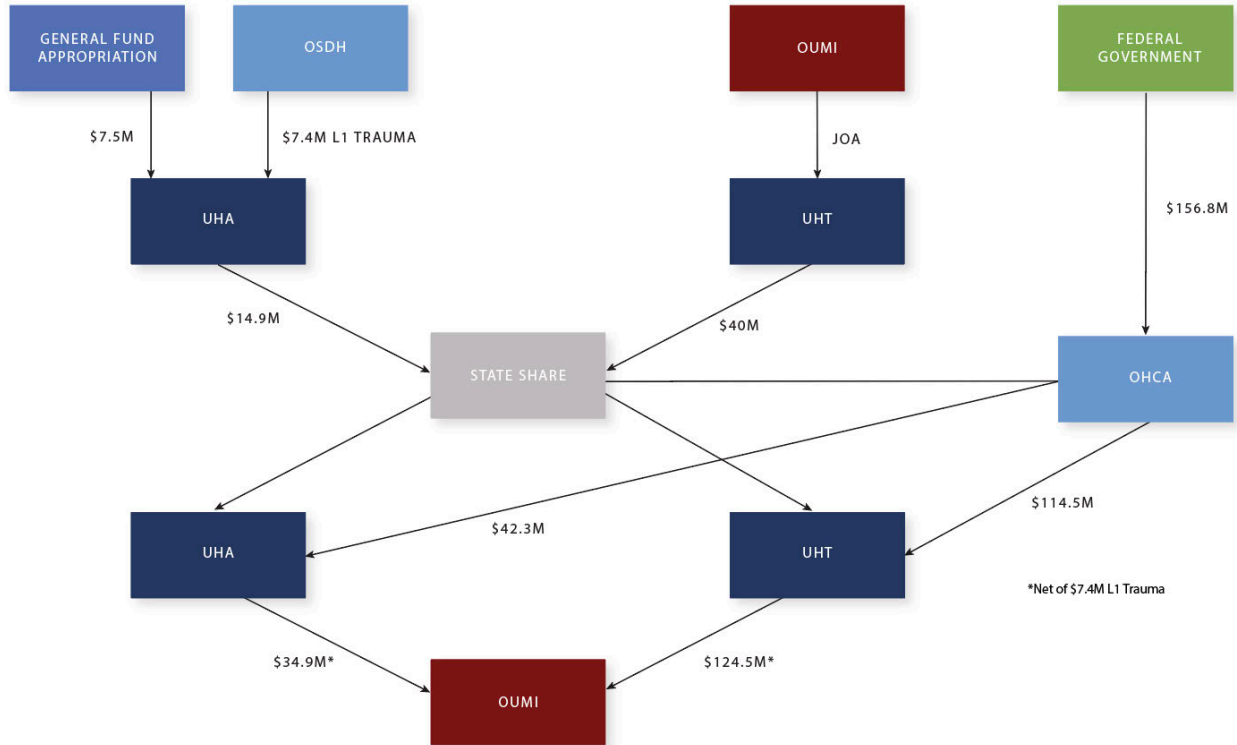 GENERAL FUND
APPROPRIATION
OSDH
OUMI
FEDERAL
GOVERNMENT
$7.5M
$7.4M L1 TRAUMA
JOA
UHA
UHT
$156.8M
$14.9M
$40M
STATE SHARE
OHCA
UHA
$42.3M
UHT
$114.5M
*Net of $7.4M L1 Trauma
$34.9M*
$124.5M*
OUMI